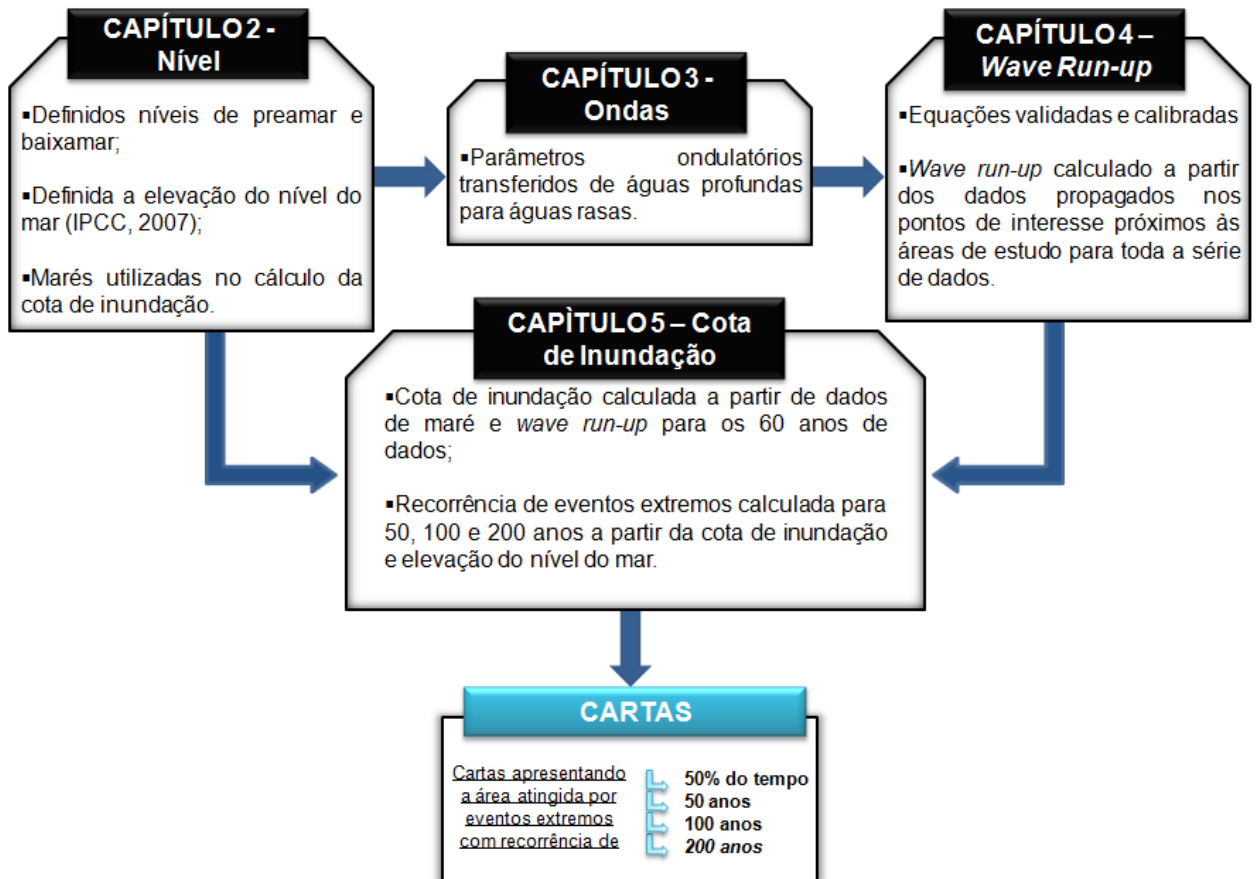 CAPÍTULO 2 -
Nível
▪Definidos níveis de preamar e
baixamar;
▪Definida a elevação do nível do
mar (IPCC, 2007);
▪Marés utilizadas no cálculo da
cota de inundação.
CAPÍTULO 3 -
Ondas
▪Parâmetros ondulatórios
transferidos de águas profundas
para águas rasas.
CAPÍTULO 4 –
Wave Run-up
▪Equações validadas e calibradas
▪Wave run-up calculado a partir
dos dados propagados nos
pontos de interesse próximos às
áreas de estudo para toda a série
de dados.
CAPÌTULO 5 – Cota
de Inundação
▪Cota de inundação calculada a partir de dados
de maré e wave run-up para os 60 anos de
dados;
▪Recorrência de eventos extremos calculada para
50, 100 e 200 anos a partir da cota de inundação
e elevação do nível do mar.
CARTAS
Cartas apresentando
a área atingida por
eventos extremos
com recorrência de
50% do tempo
50 anos
100 anos
200 anos